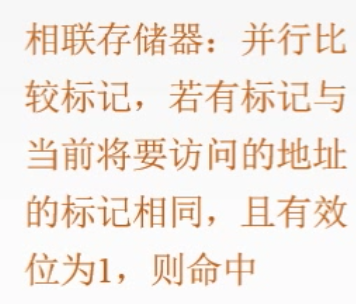 相联存储器：并行比
较标记，若有标记与
当前将要访问的地址
的标记相同，且有效
位为1，则命中